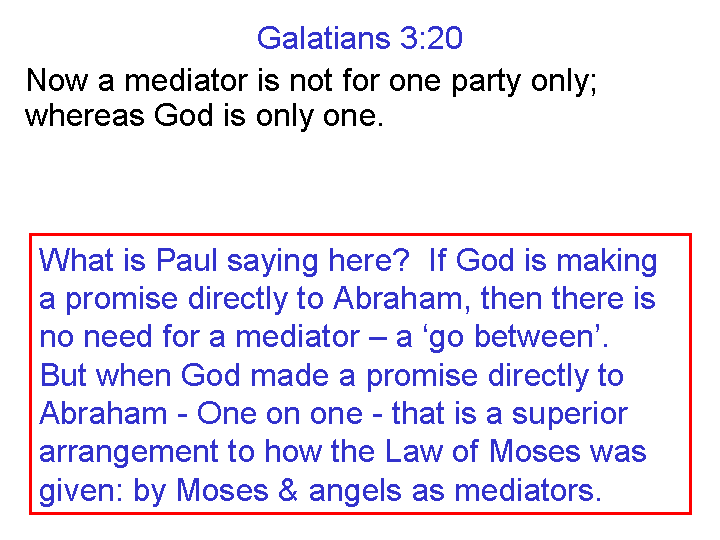 Galatians 3:20
Now a mediator is not for one party only;
whereas God is only one.
What is Paul saying here?  If God is making
a promise directly to Abraham, then there is
no need for a mediator – a ‘go between’.
But when God made a promise directly to
Abraham - One on one - that is a superior
arrangement to how the Law of Moses was
given: by Moses & angels as mediators.